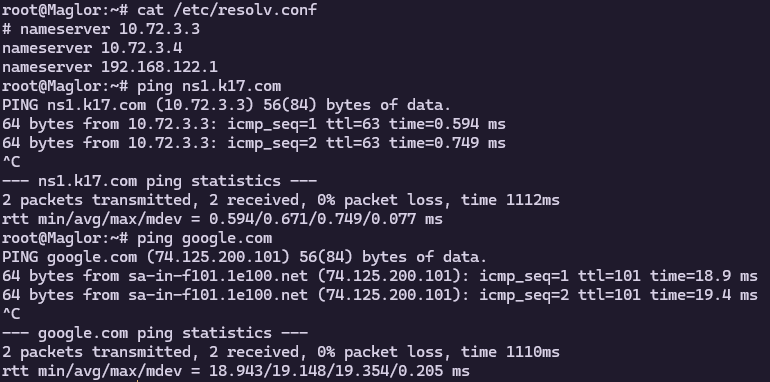 root@Maglor:~# cat /etc/resolv.conf
# nameserver 10.72.3.3
nameserver 10.72.3.4
nameserver 192.168.122.1
root@Maglor:~# ping ns1.k17.com
PING ns1.k17.com (10.72.3.3) 56(84) bytes of data.
64 bytes from 10.72.3.3: icmp_seq=1 ttl=63 time=0.594 ms
64 bytes from 10.72.3.3: icmp_seq=2 ttl=63 time=0.749 ms
^C
--- ns1.k17.com ping statistics ---
2 packets transmitted, 2 received, 0% packet loss, time 1112ms
rtt min/avg/max/mdev = 0.594/0.671/0.749/0.077 ms
root@Maglor:~# ping google.com
PING google.com (74.125.200.101) 56(84) bytes of data.
64 bytes from sa-in-f101.1e100.net (74.125.200.101): icmp_seq=1 ttl=101 time=18.9 ms
64 bytes from sa-in-f101.1e100.net (74.125.200.101): icmp_seq=2 ttl=101 time=19.4 ms
^C
--- google.com ping statistics ---
2 packets transmitted, 2 received, 0% packet loss, time 1110ms
rtt min/avg/max/mdev = 18.943/19.148/19.354/0.205 ms